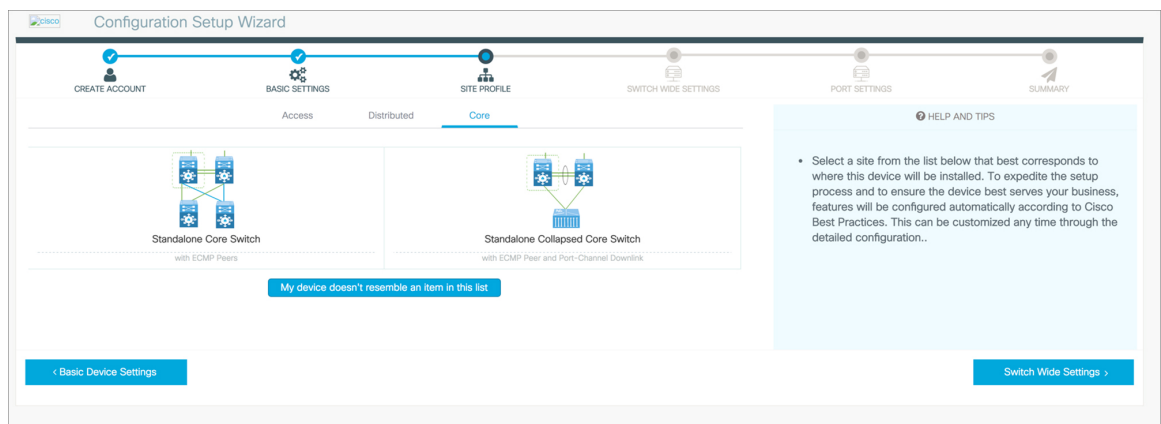 cisco
Configuration Setup Wizard
CREATE ACCOUNT
BASIC SETTINGS
SITE PROFILE
SWITCH WIDE SETTINGS
PORT SETTINGS
SUMMARY
Access
Distributed
Core
Standalone Core Switch
with ECMP Peers
Standalone Collapsed Core Switch
with ECMP Peer and Port-Channel Downlink
My device doesn't resemble an item in this list
HELP AND TIPS
• Select a site from the list below that best corresponds to
where this device will be installed. To expedite the setup
process and to ensure the device best serves your business,
features will be configured automatically according to Cisco
Best Practices. This can be customized any time through the
detailed configuration..
‹ Basic Device Settings
Switch Wide Settings ›